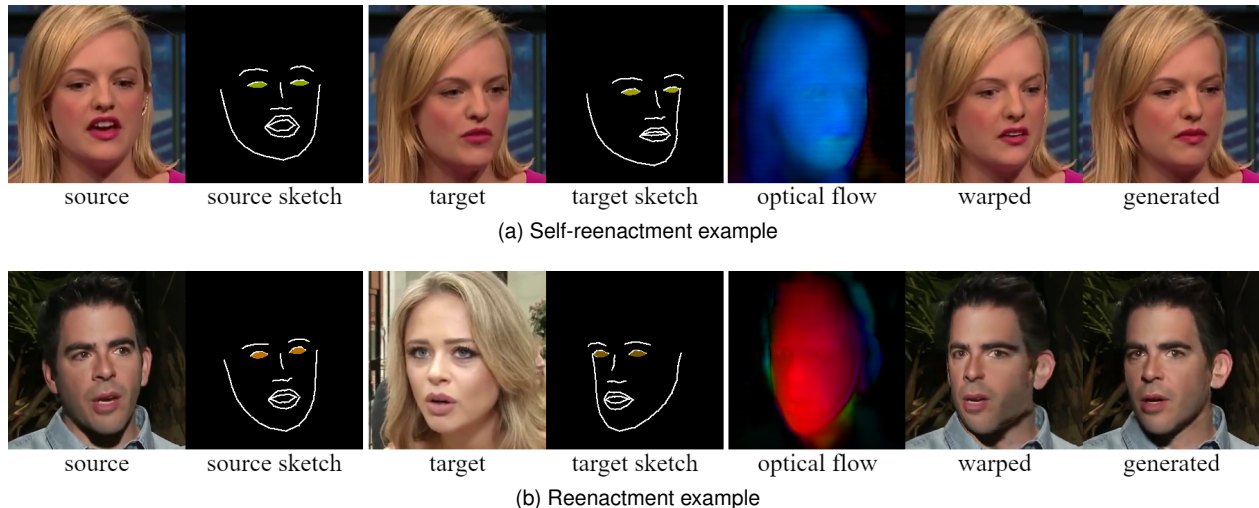 source source sketch target target sketch optical flow warped generated
(a) Self-reenactment example
source source sketch target target sketch optical flow warped generated
(b) Reenactment example